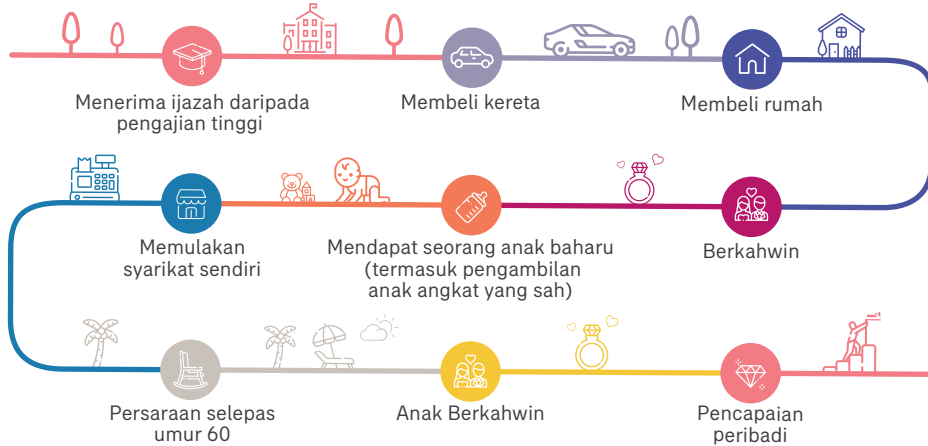 Menerima ijazah daripada
pengajian tinggi
Membeli kereta
Membeli rumah
Memulakan
syarikat sendiri
Mendapat seorang anak baharu
(termasuk pengambilan
anak angkat yang sah)
Berkahwin
Persaraan selepas
umur 60
Anak Berkahwin
Pencapaian
peribadi